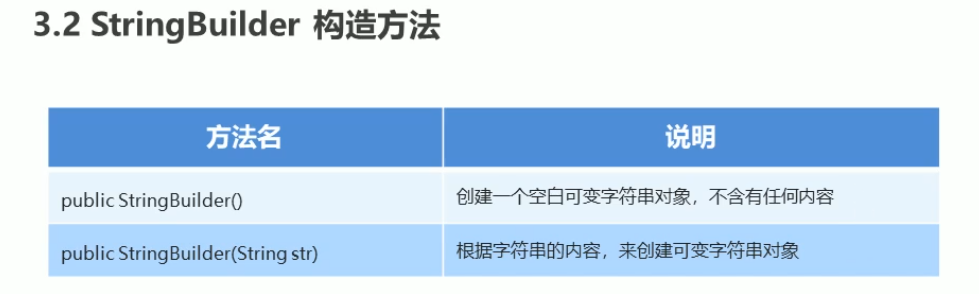 3.2 StringBuilder 构造方法
方法名 说明
public StringBuilder() 创建一个空白可变字符串对象，不含有任何内容
public StringBuilder(String str) 根据字符串的内容，来创建可变字符串对象